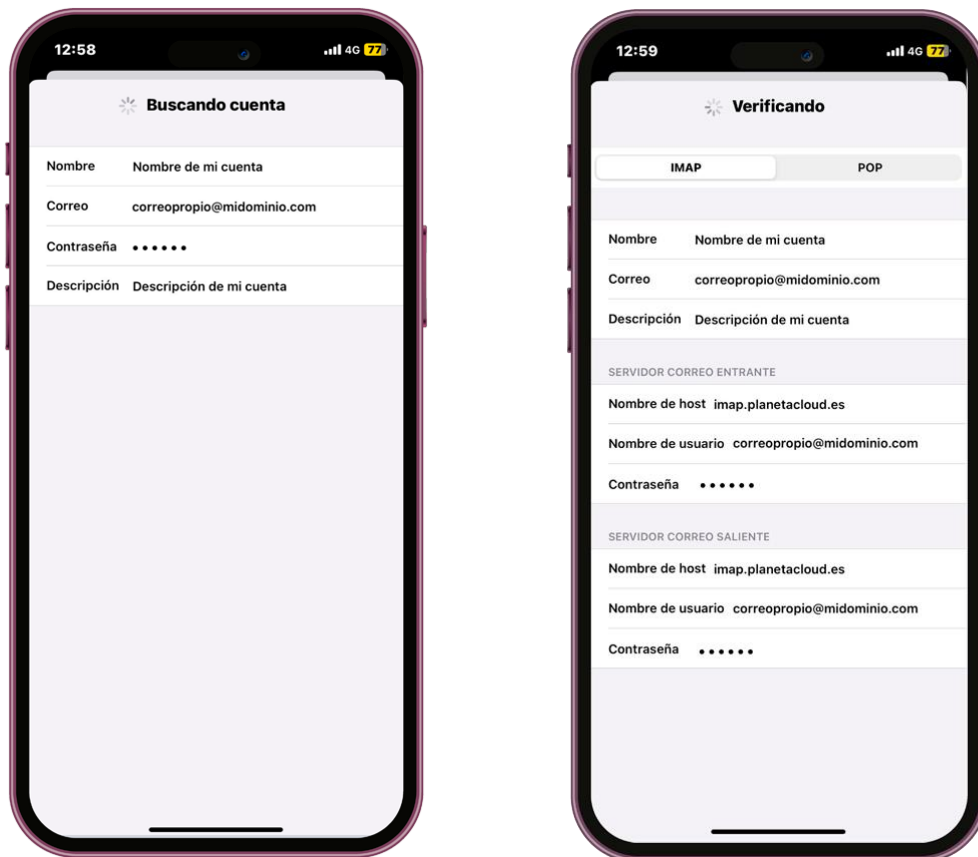 12:58
4G 77
Buscando cuenta
Nombre Nombre de mi cuenta
Correo correopropio@midominio.com
Contraseña ••••••
Descripción Descripción de mi cuenta
12:59
4G 77
Verificando
IMAP POP
Nombre Nombre de mi cuenta
Correo correopropio@midominio.com
Descripción Descripción de mi cuenta
SERVIDOR CORREO ENTRANTE
Nombre de host imap.planetacloud.es
Nombre de usuario correopropio@midominio.com
Contraseña ••••••
SERVIDOR CORREO SALIENTE
Nombre de host imap.planetacloud.es
Nombre de usuario correopropio@midominio.com
Contraseña ••••••